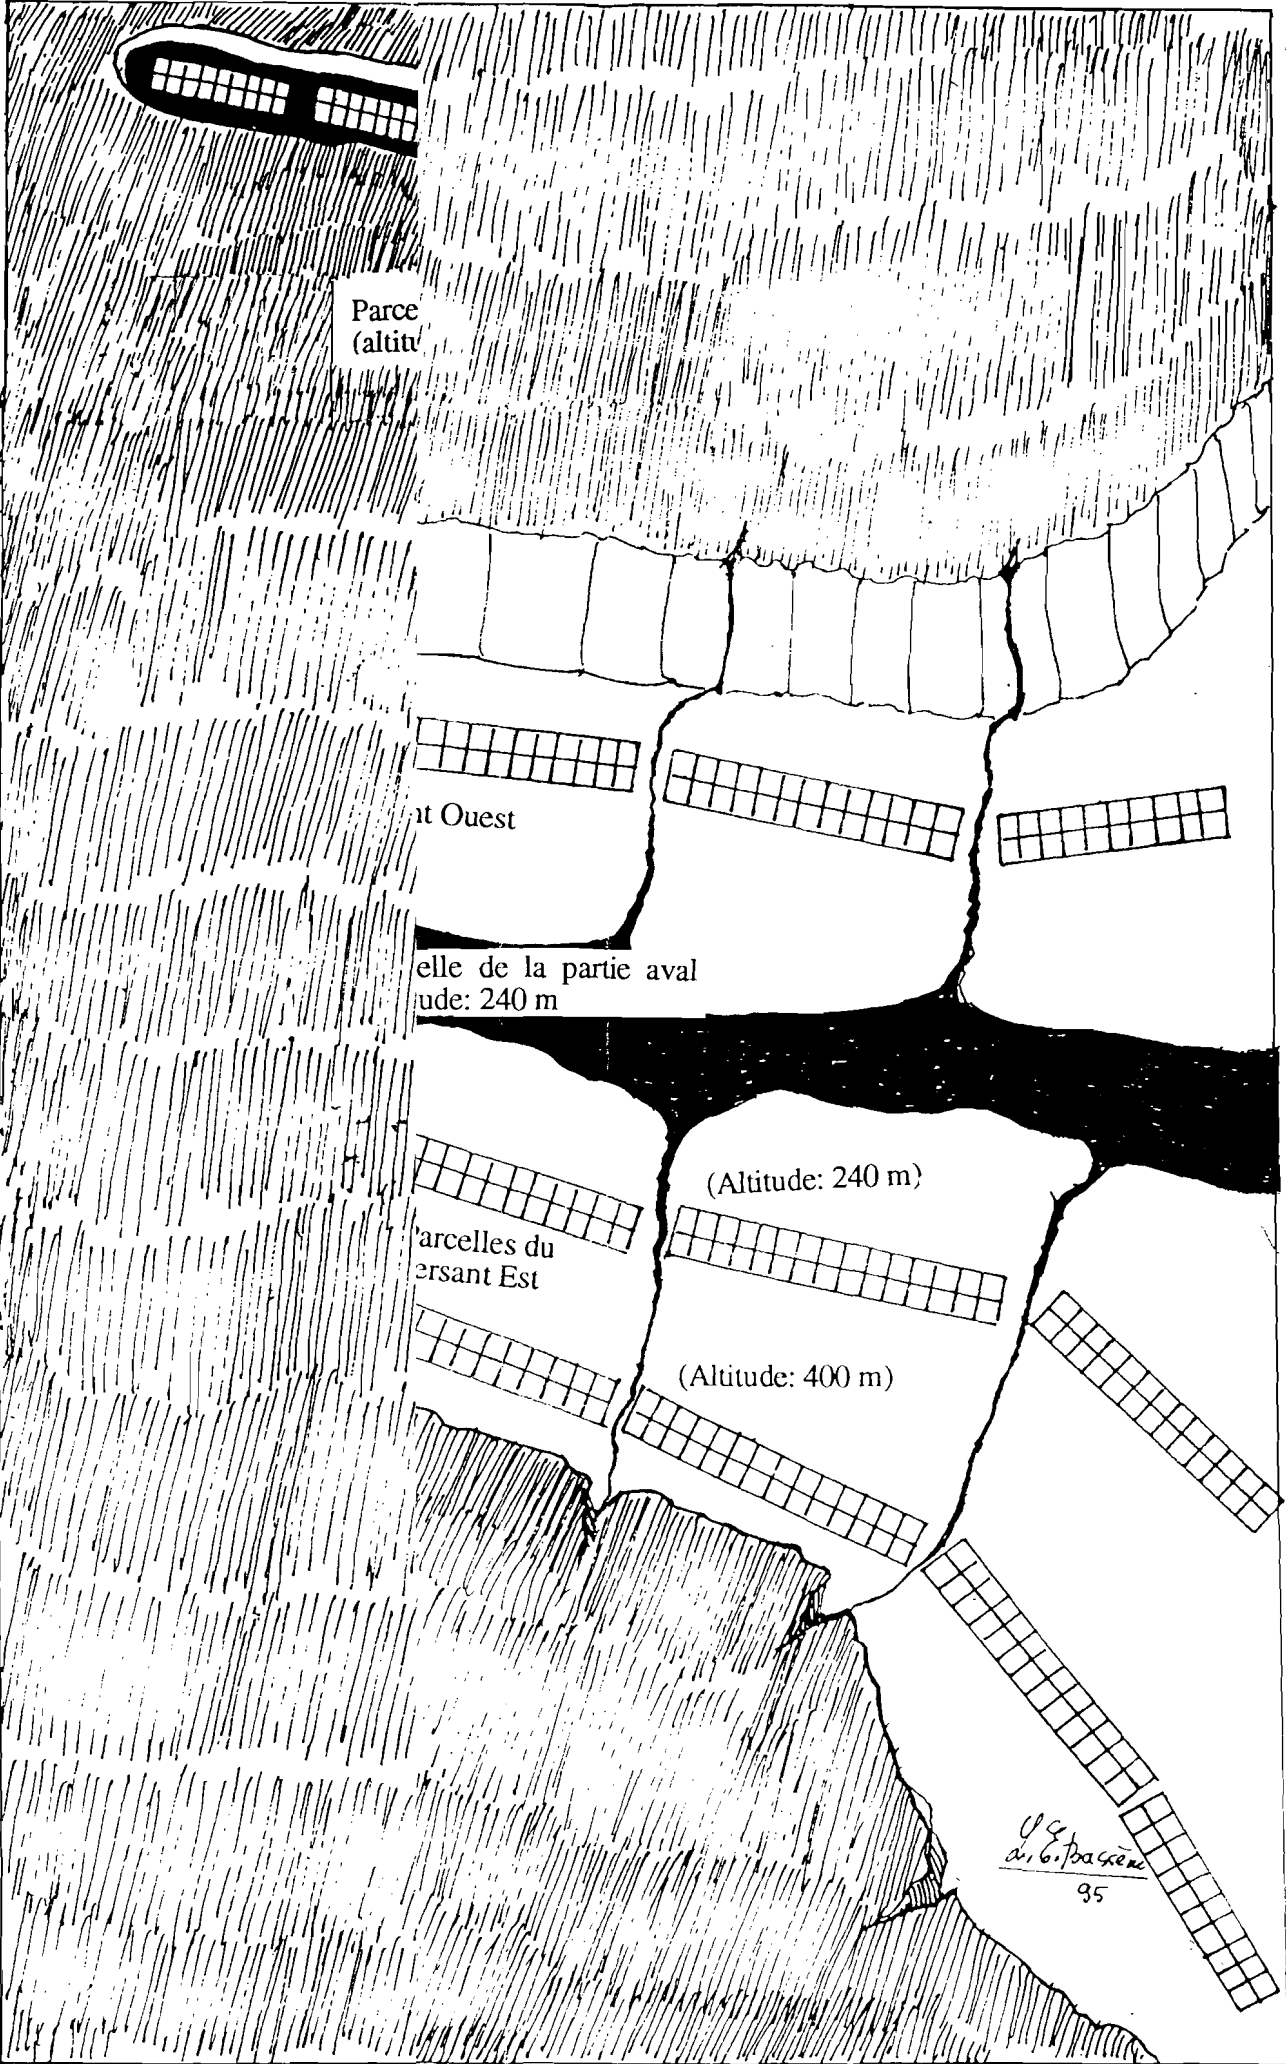 Parce
(altitu
nt Ouest
elle de la partie aval
ude: 240 m
(Altitude: 240 m)
arcelles du
ersant Est
(Altitude: 400 m)
95